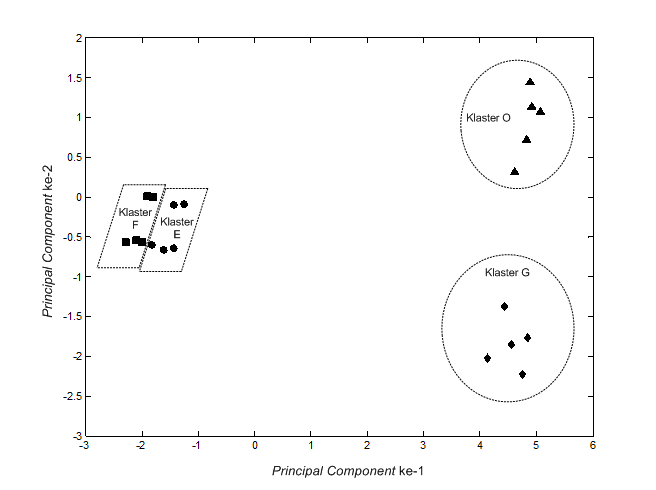 2
1.5
Klaster O
1
0.5
0
Klaster
F
Klaster
E
-0.5
Principal Component ke-2
-1
Klaster G
-1.5
-2
-2.5
-3
-3
-2
-1
0
1
2
3
4
5
6
Principal Component ke-1